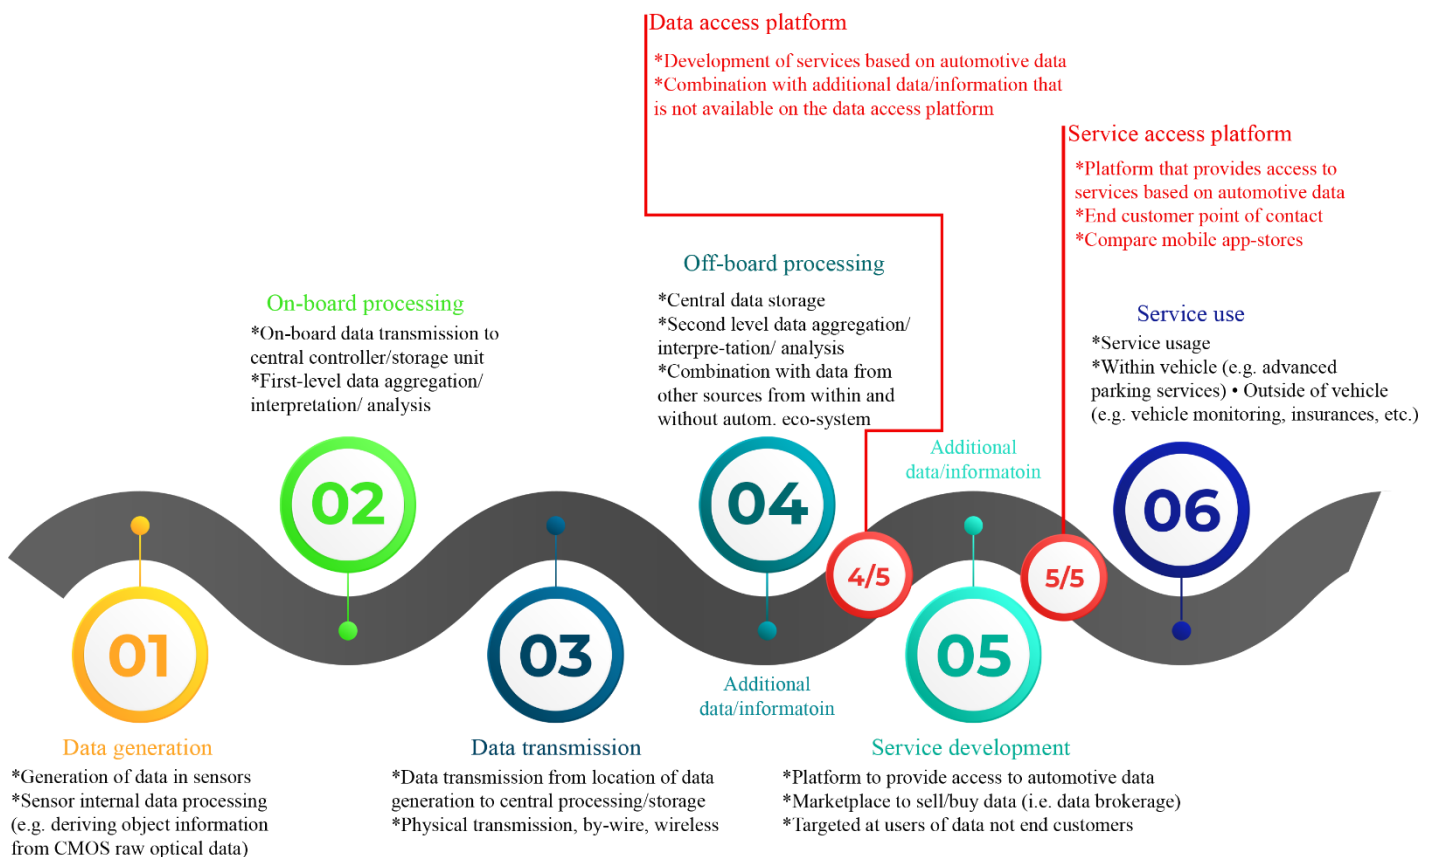 Data access platform
*Development of services based on automotive data
*Combination with additional data/information that
is not available on the data access platform
Service access platform
*Platform that provides access to
services based on automotive data
*End customer point of contact
*Compare mobile app-stores
On-board processing
*On-board data transmission to
central controller/storage unit
*First-level data aggregation/
interpretation/ analysis
Off-board processing
*Central data storage
*Second level data aggregation/
interpre-tation/ analysis
*Combination with data from
other sources from within and
without autom. eco-system
Service use
*Service usage
*Within vehicle (e.g. advanced
parking services) • Outside of vehicle
(e.g. vehicle monitoring, insurances, etc.)
Additional
data/informatoin
02
04
06
4/5
5/5
01
03
05
Additional
data/informatoin
Data generation
*Generation of data in sensors
*Sensor internal data processing
(e.g. deriving object information
from CMOS raw optical data)
Data transmission
*Data transmission from location of data
generation to central processing/storage
*Physical transmission, by-wire, wireless
Service development
*Platform to provide access to automotive data
*Marketplace to sell/buy data (i.e. data brokerage)
*Targeted at users of data not end customers